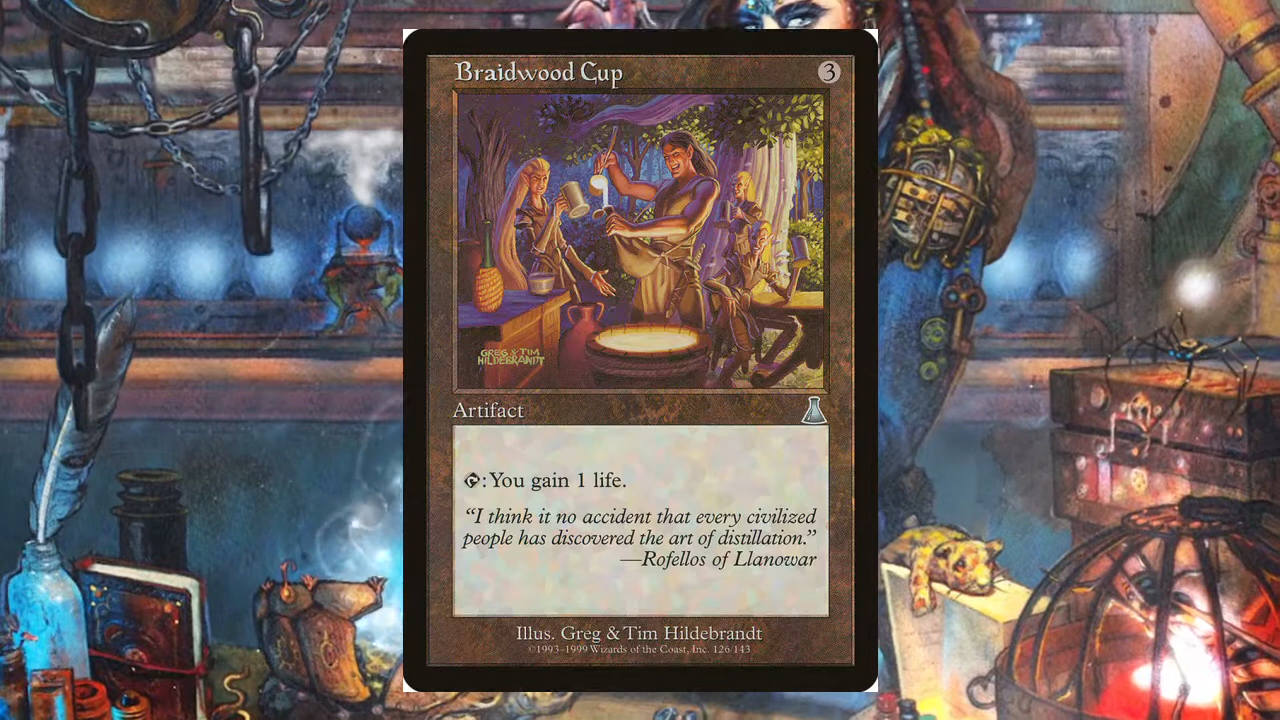 Braidwood Cup 3
GREG & TIM
HILDEBRANDT
Artifact
: You gain 1 life.
“I think it no accident that every civilized
people has discovered the art of distillation.”
—Rofellos of Llanowar
Illus. Greg & Tim Hildebrandt
©1993–1999 Wizards of the Coast, Inc. 126/143